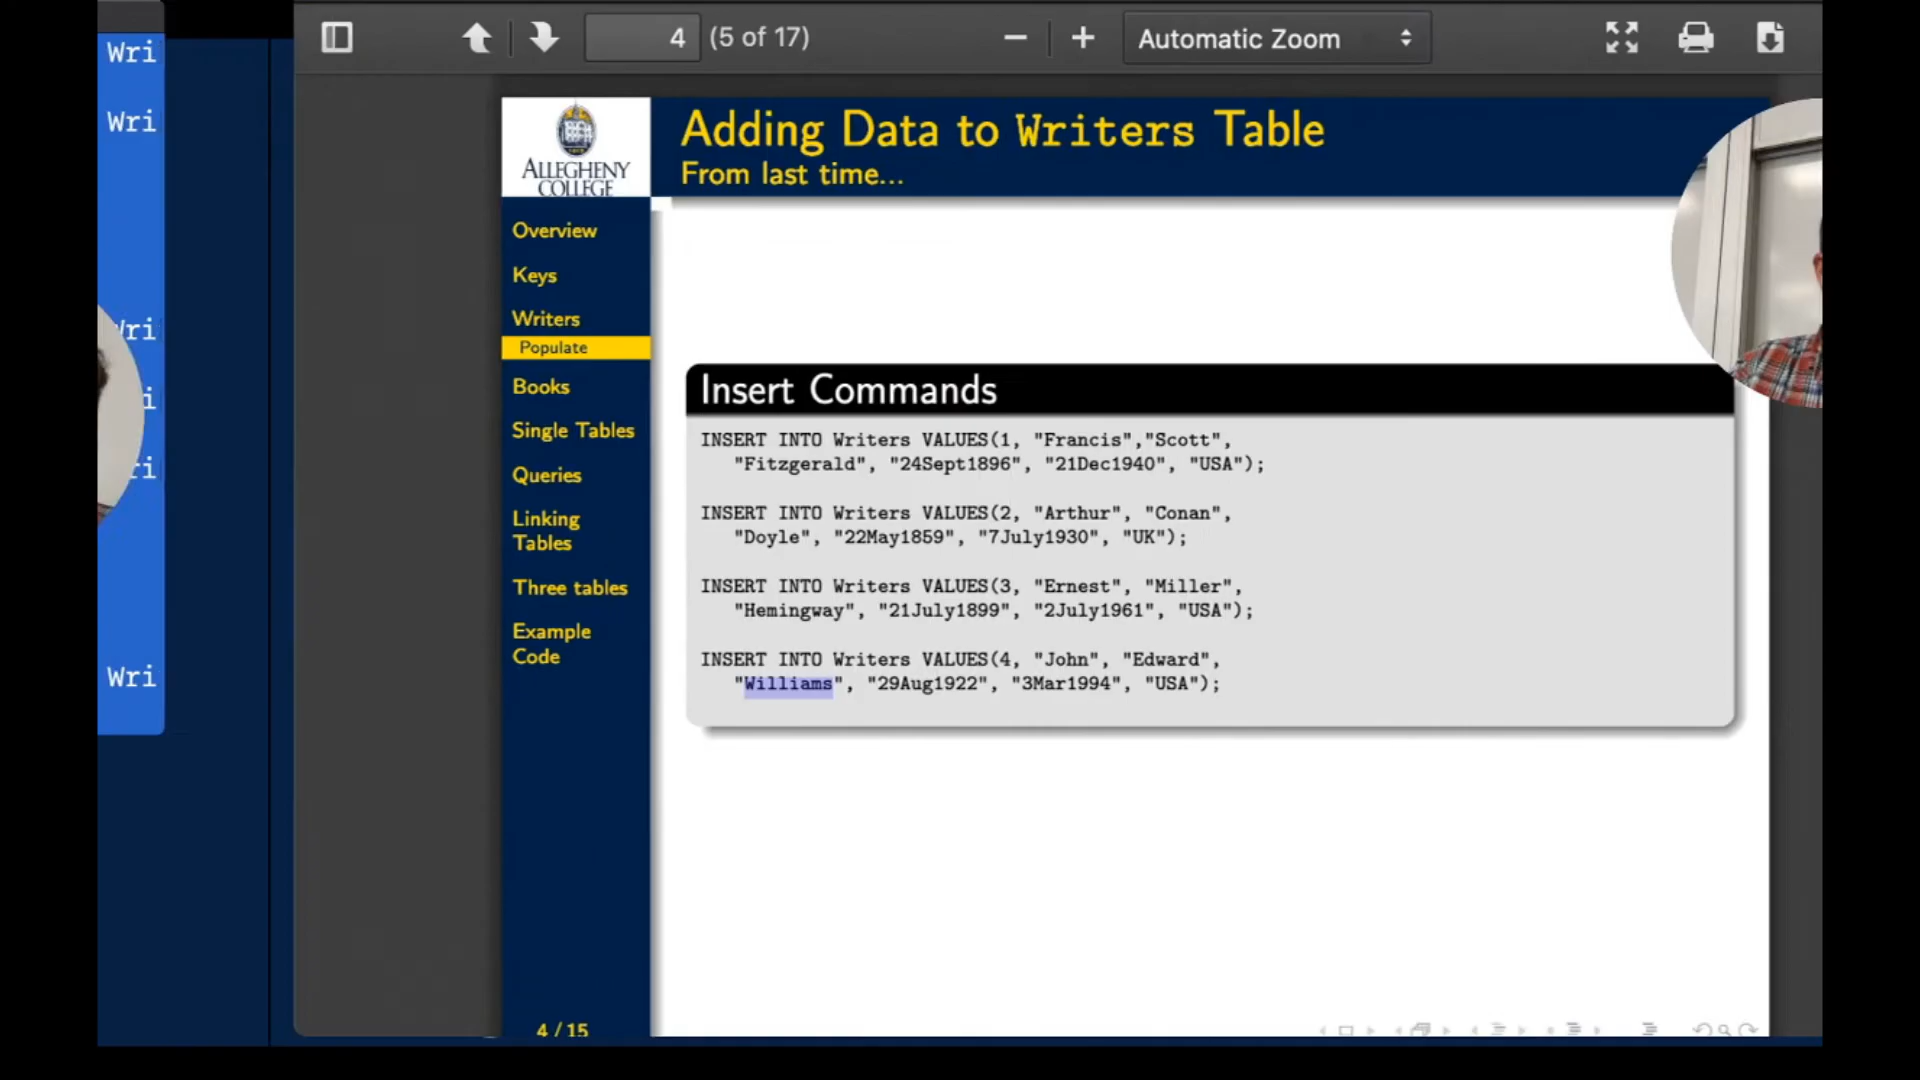 Wri
Wri
Wri
Wri
4 (5 of 17)
Automatic Zoom
ALLEGHENY
COLLEGE
Adding Data to Writers Table
From last time...
Overview
Keys
Writers
Populate
Books
Single Tables
Queries
Linking
Tables
Three tables
Example
Code
4 / 15
Insert Commands
INSERT INTO Writers VALUES(1, "Francis","Scott",
"Fitzgerald", "24Sept1896", "21Dec1940", "USA");
INSERT INTO Writers VALUES(2, "Arthur", "Conan",
"Doyle", "22May1859", "7July1930", "UK");
INSERT INTO Writers VALUES(3, "Ernest", "Miller",
"Hemingway", "21July1899", "2July1961", "USA");
INSERT INTO Writers VALUES(4, "John", "Edward",
"Williams", "29Aug1922", "3Mar1994", "USA");